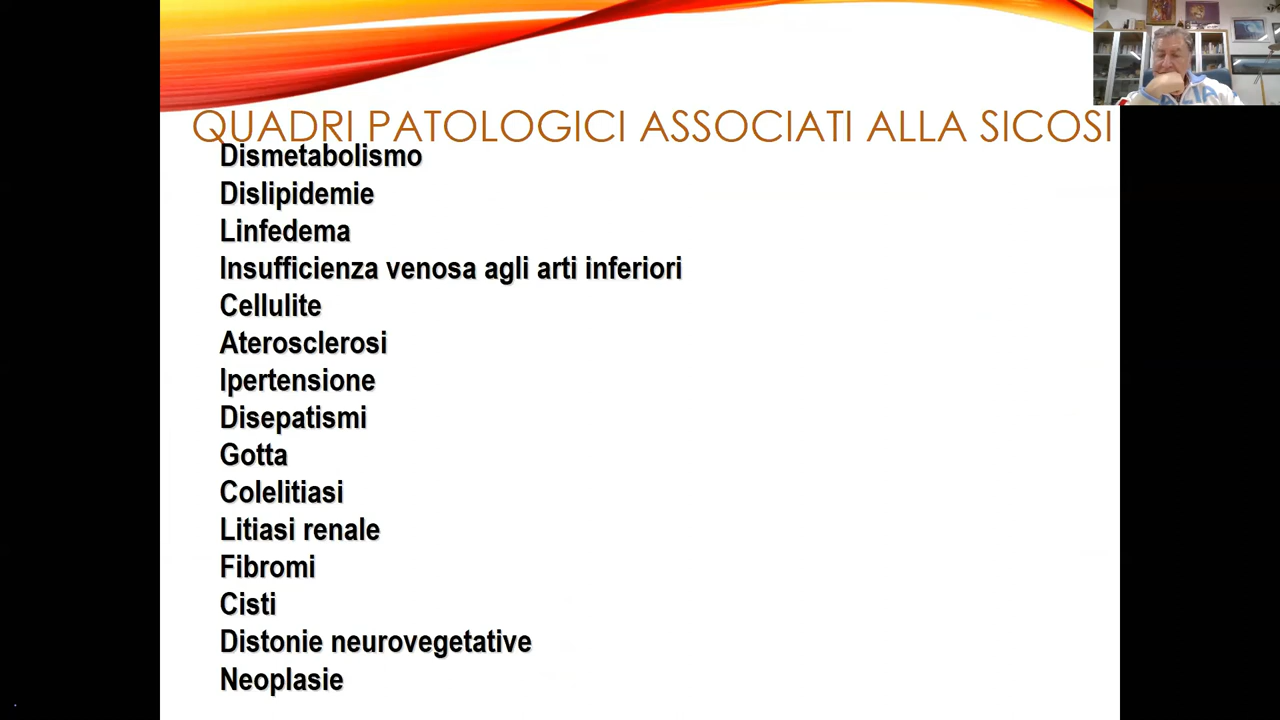 QUADRI PATOLOGICI ASSOCIATI ALLA SICOSI
Dismetabolismo
Dislipidemie
Linfedema
Insufficienza venosa agli arti inferiori
Cellulite
Aterosclerosi
Ipertensione
Disepatismi
Gotta
Colelitiasi
Litiasi renale
Fibromi
Cisti
Distonie neurovegetative
Neoplasie